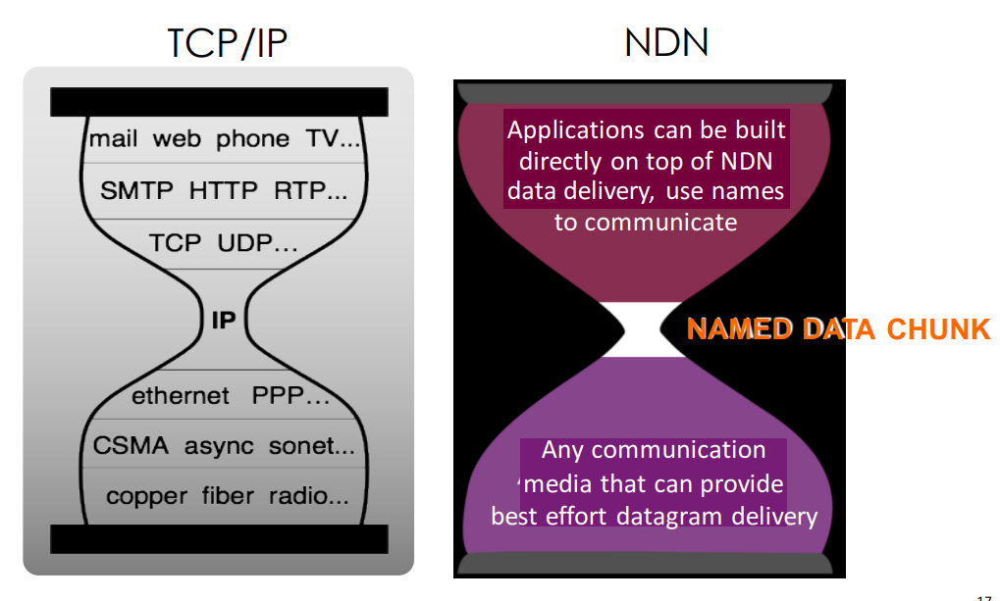 TCP/IP
mail web phone TV...
SMTP HTTP RTP...
TCP UDP...
IP
ethernet PPP...
CSMA async sonet...
copper fiber radio...
NDN
Applications can be built
directly on top of NDN
data delivery, use names
to communicate
NAMED DATA CHUNK
Any communication
media that can provide
best effort datagram delivery
17